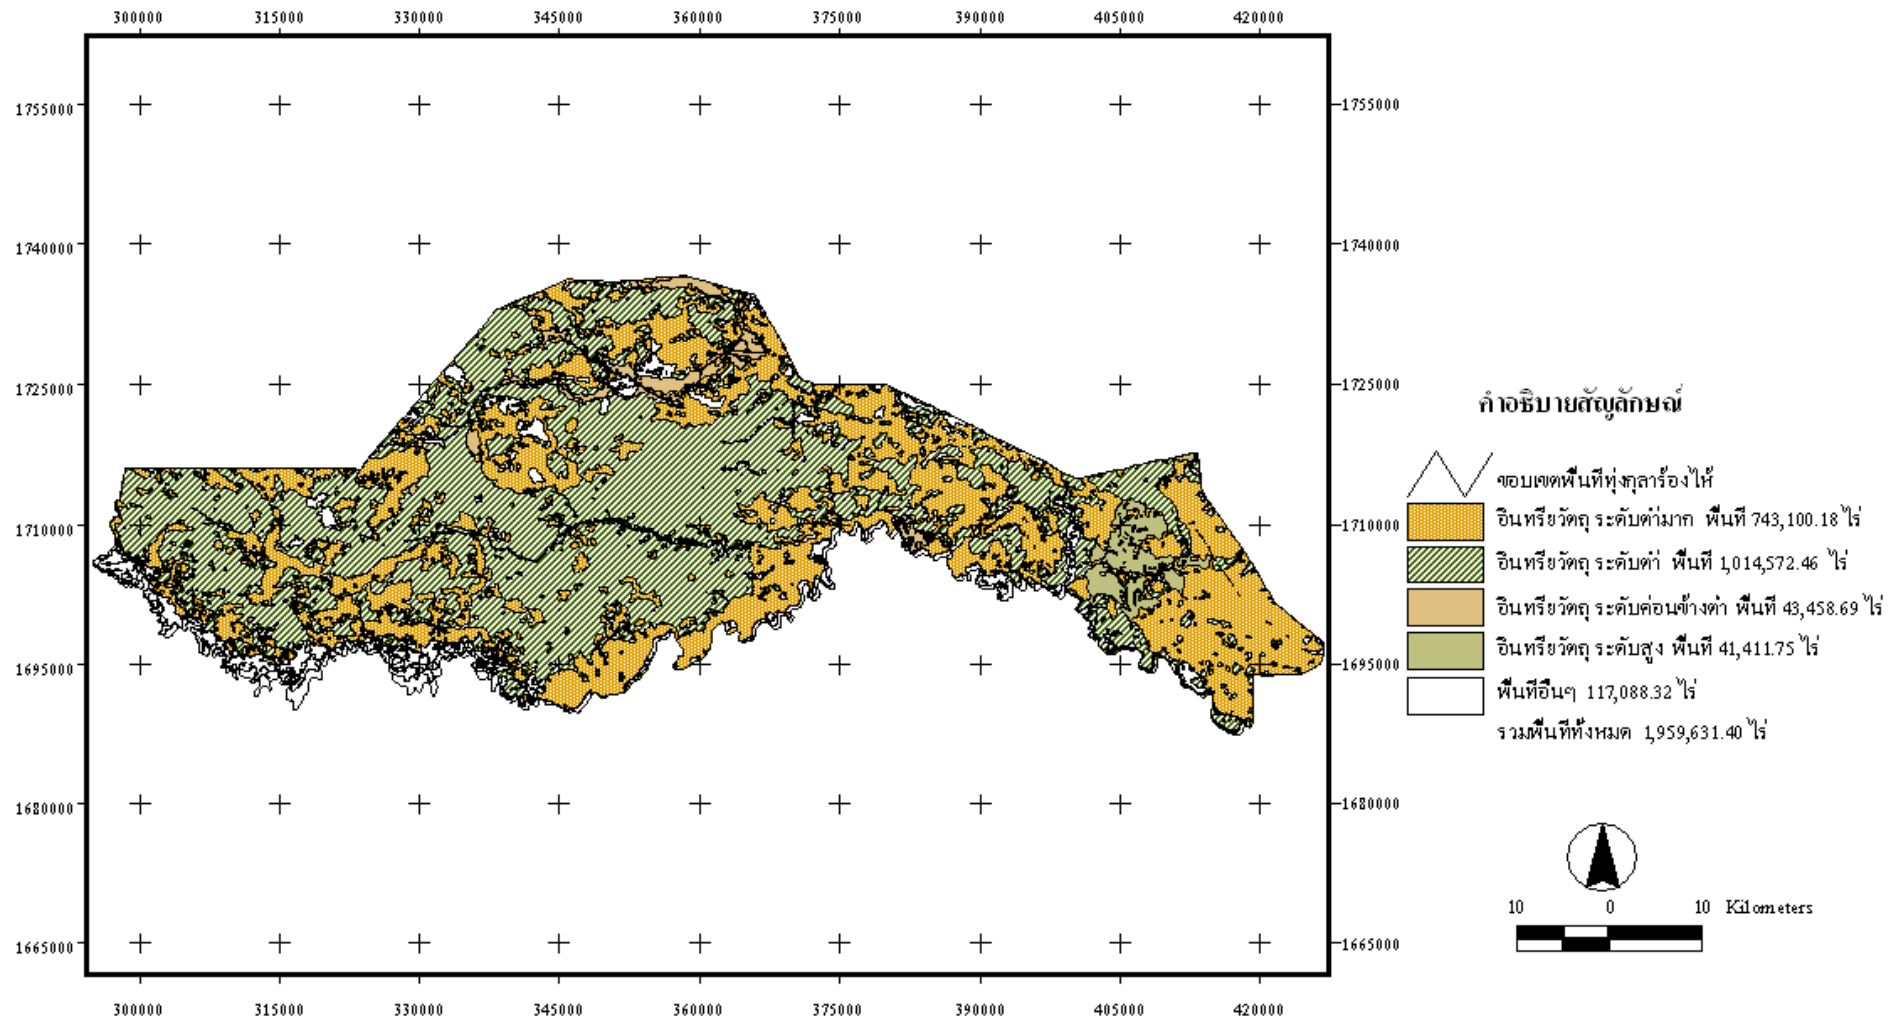 300000 315000 330000 345000 360000 375000 390000 405000 420000
1755000 1755000
1740000 1740000
1725000 1725000
1710000 1710000
1695000 1695000
1680000 1680000
1665000 1665000
300000 315000 330000 345000 360000 375000 390000 405000 420000
คำอธิบายสัญลักษณ์
ขอบเขตพื้นที่ทุ่งกุลาร้องไห้
อินทรียวัตถุ ระดับต่ำมาก พื้นที่ 743,100.18 ไร่
อินทรียวัตถุ ระดับต่ำ พื้นที่ 1,014,572.46 ไร่
อินทรียวัตถุ ระดับค่อนข้างต่ำ พื้นที่ 43,458.69 ไร่
อินทรียวัตถุ ระดับสูง พื้นที่ 41,411.75 ไร่
พื้นที่อื่นๆ 117,088.32 ไร่
รวมพื้นที่ทั้งหมด 1,959,631.40 ไร่
10 0 10 Kilometers